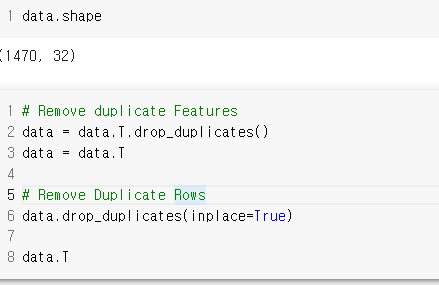 1 data.shape
(1470, 32)
1 # Remove duplicate Features
2 data = data.T.drop_duplicates()
3 data = data.T
4
5 # Remove Duplicate Rows
6 data.drop_duplicates(inplace=True)
7
8 data.T